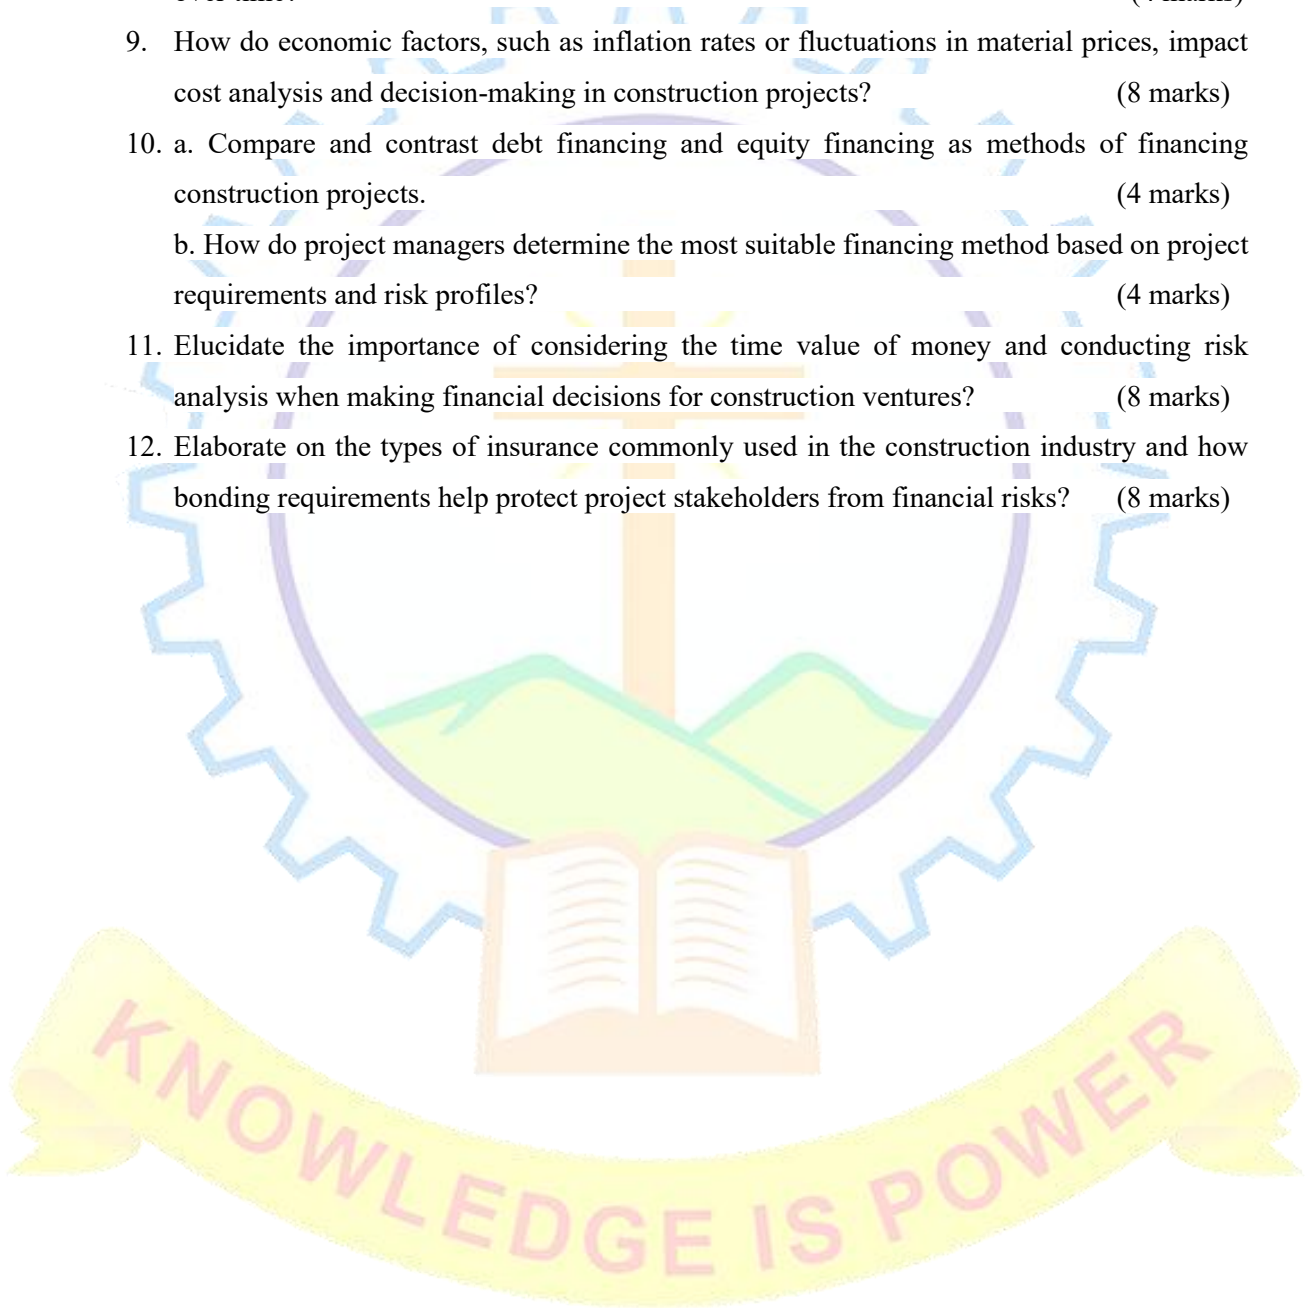 9. How do economic factors, such as inflation rates or fluctuations in material prices, impact
cost analysis and decision-making in construction projects? (8 marks)
10. a. Compare and contrast debt financing and equity financing as methods of financing
construction projects. (4 marks)
b. How do project managers determine the most suitable financing method based on project
requirements and risk profiles? (4 marks)
11. Elucidate the importance of considering the time value of money and conducting risk
analysis when making financial decisions for construction ventures? (8 marks)
12. Elaborate on the types of insurance commonly used in the construction industry and how
bonding requirements help protect project stakeholders from financial risks? (8 marks)
KNOWLEDGE IS POWER